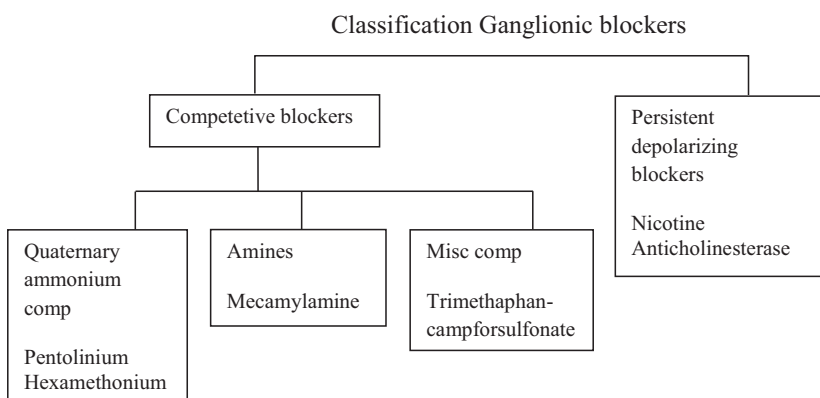 Classification Ganglionic blockers
Competetive blockers
Persistent
depolarizing
blockers
Nicotine
Anticholinesterase
Quaternary
ammonium
comp
Pentolinium
Hexamethonium
Amines
Mecamylamine
Misc comp
Trimethaphan-
campforsulfonate